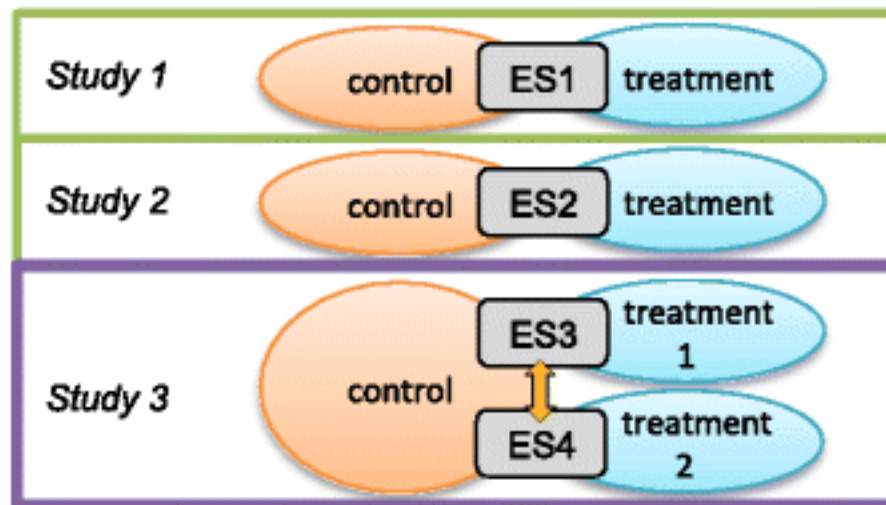 Study 1 control ES1 treatment
Study 2 control ES2 treatment
Study 3 control ES3 treatment 1
ES4 treatment 2